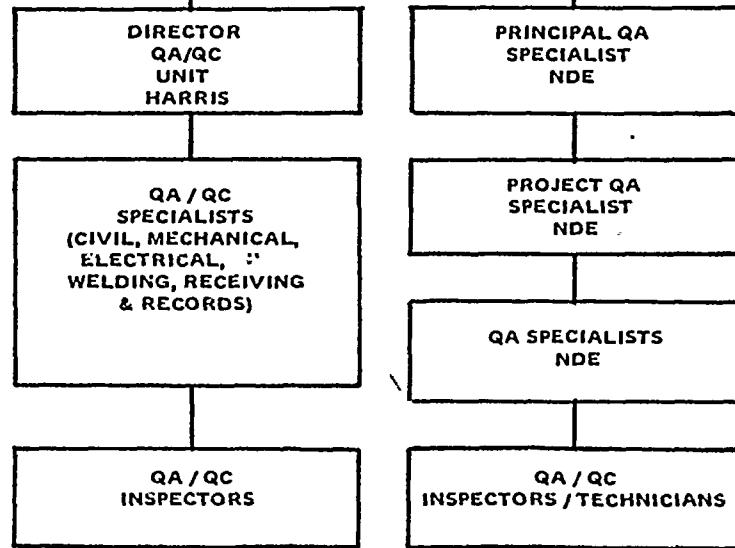 DIRECTOR
QA/QC
UNIT
HARRIS
QA / QC
SPECIALISTS
(CIVIL, MECHANICAL,
ELECTRICAL,
WELDING, RECEIVING
& RECORDS)
QA / QC
INSPECTORS
PRINCIPAL QA
SPECIALIST
NDE
PROJECT QA
SPECIALIST
NDE
QA SPECIALISTS
NDE
QA / QC
INSPECTORS / TECHNICIANS